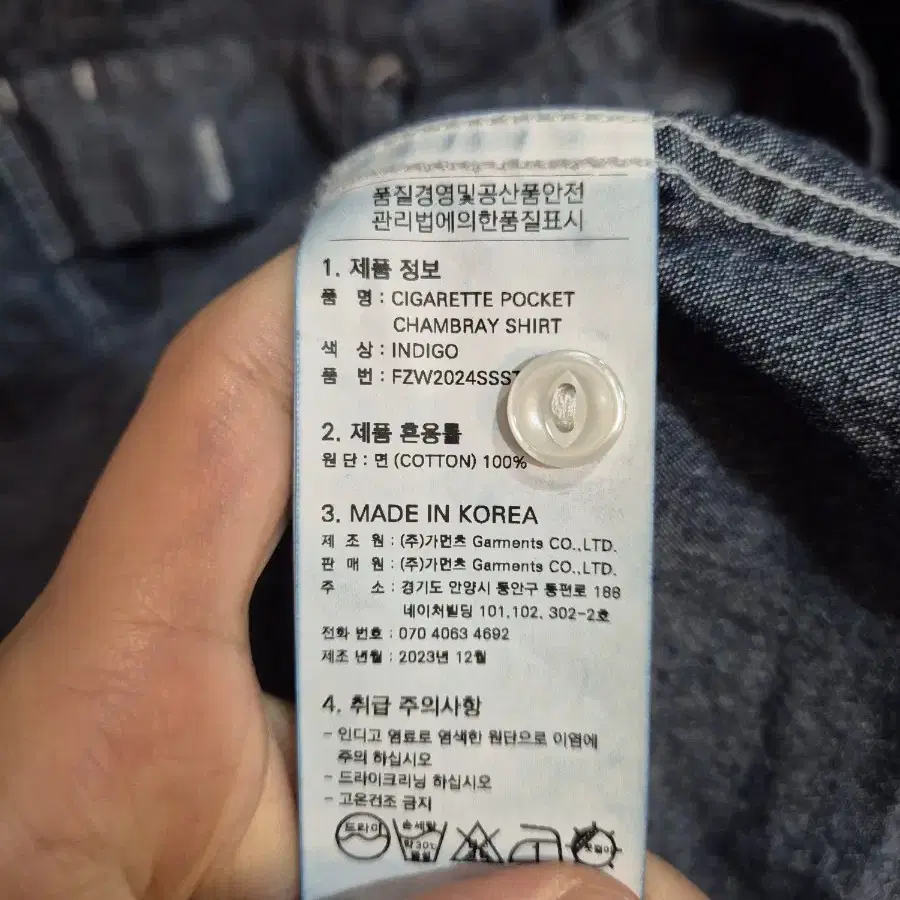 품질경영및공산품안전
관리법에의한품질표시
1. 제품 정보
품 명 : CIGARETTE POCKET
CHAMBRAY SHIRT
색 상 : INDIGO
품 번 : FZW2024SSST
2. 제품 혼용률
원 단 : 면 (COTTON) 100%
3. MADE IN KOREA
제 조 원 : (주)가먼츠 Garments CO.,LTD.
판 매 원 : (주)가먼츠 Garments CO.,LTD.
주 소 : 경기도 안양시 동안구 통편로 188
네이처빌딩 101,102, 302-2호
전화 번호 : 070 4063 4692
제조 년월 : 2023년 12월
4. 취급 주의사항
- 인디고 염료로 염색한 원단으로 이염에
주의 하십시오
- 드라이크리닝 하십시오
- 고온건조 금지
드라이
손세탁
약30℃